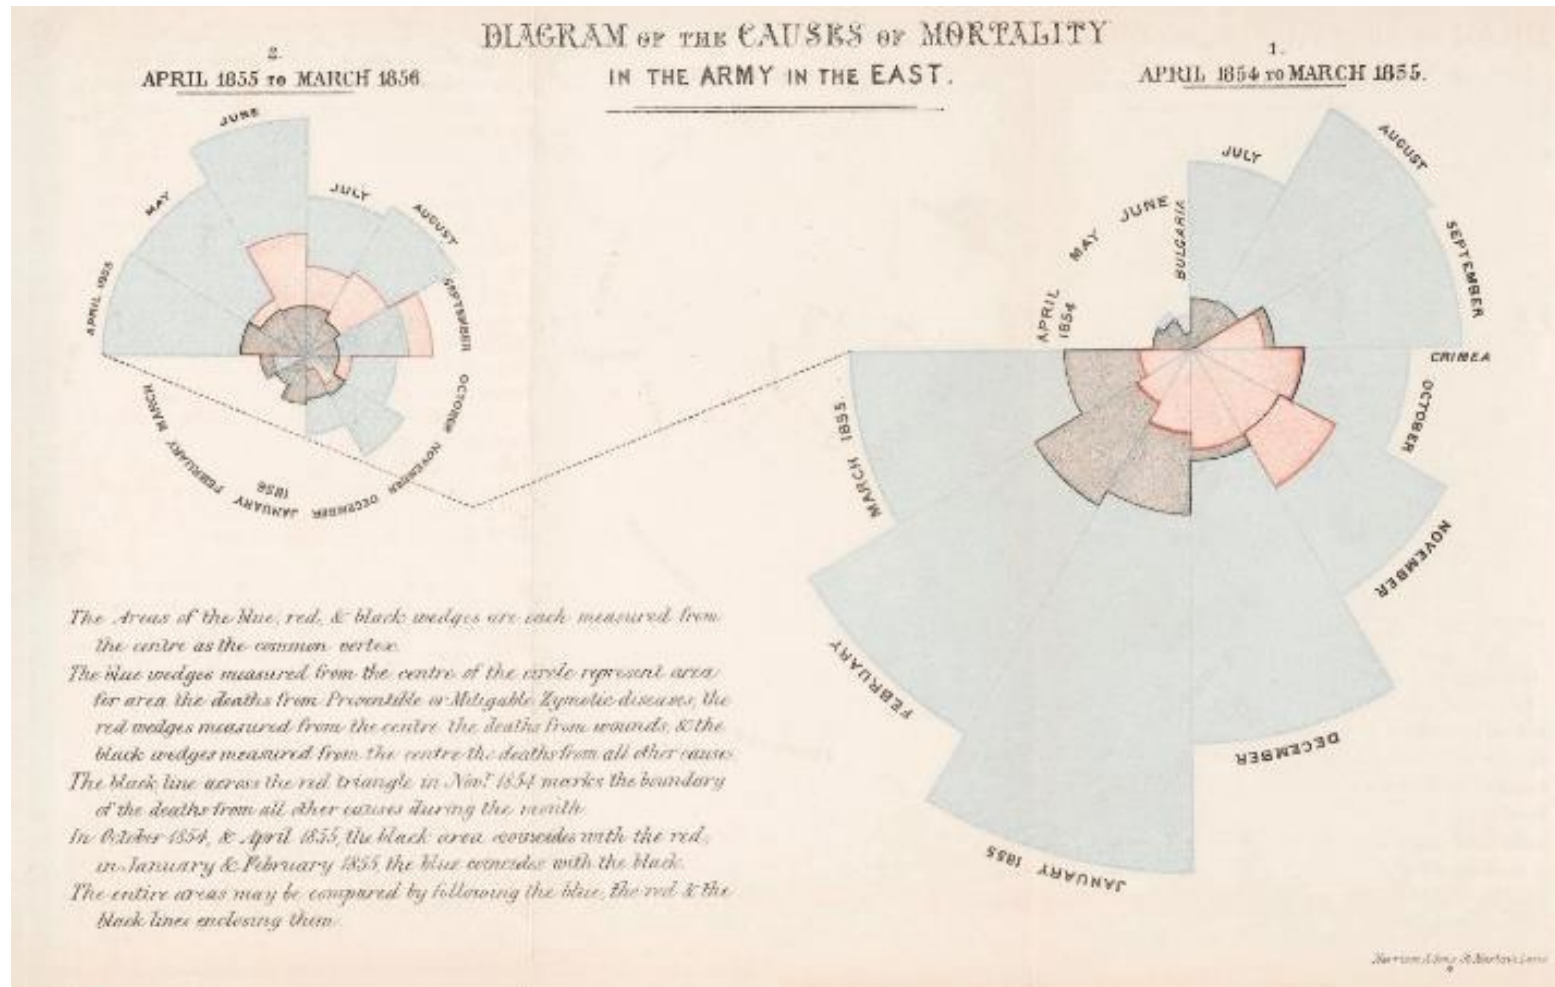 DIAGRAM OF THE CAUSES OF MORTALITY
IN THE ARMY IN THE EAST.
2.
APRIL 1855 TO MARCH 1856.
1.
APRIL 1854 TO MARCH 1855.
APRIL 1855
MAY
JUNE
JULY
AUGUST
SEPTEMBER
OCTOBER
NOVEMBER
DECEMBER
JANUARY
1856
FEBRUARY
MARCH
APRIL
1854
MAY
JUNE
BULGARIA
JULY
AUGUST
SEPTEMBER
CRIMEA
OCTOBER
NOVEMBER
DECEMBER
JANUARY 1855
FEBRUARY
MARCH 1855.
The Areas of the blue, red, & black wedges are each measured from
the centre as the common vertex.
The blue wedges measured from the centre of the circle represent area
for area the deaths from Preventible or Mitigable Zymotic diseases, the
red wedges measured from the centre the deaths from wounds, & the
black wedges measured from the centre the deaths from all other causes.
The black line across the red triangle in Novr. 1854 marks the boundary
of the deaths from all other causes during the month.
In October 1854, & April 1855, the black area coincides with the red,
in January & February 1855, the blue coincides with the black.
The entire areas may be compared by following the blue, the red & the
black lines enclosing them.